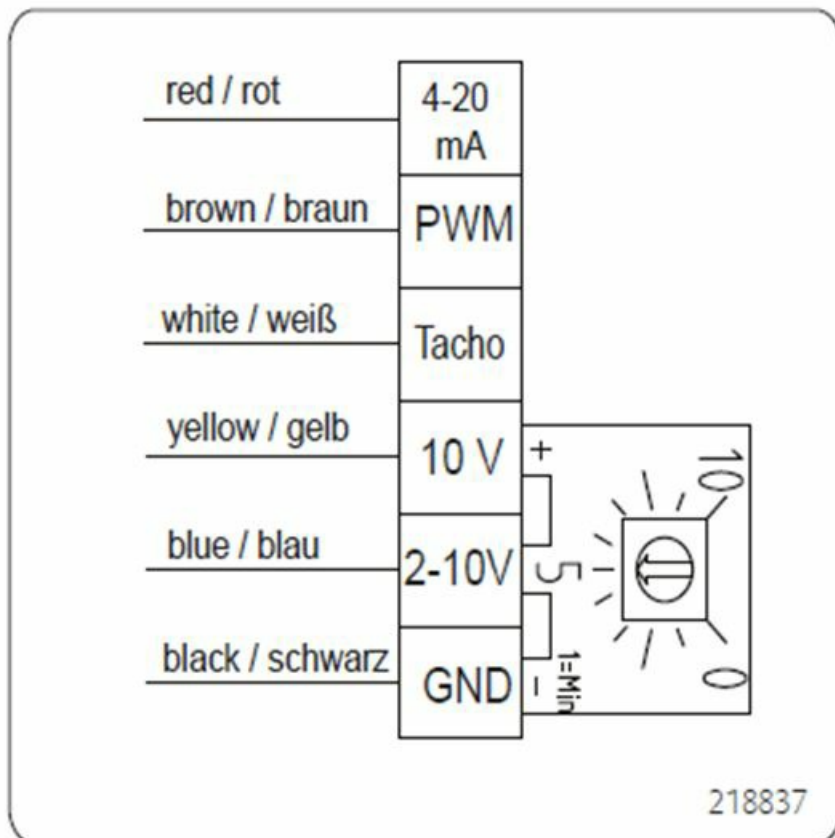 red / rot
4-20
mA
brown / braun
PWM
white / weiß
Tacho
yellow / gelb
10 V
+
10
blue / blau
2-10V
5
black / schwarz
GND
-
1=Min
0
218837